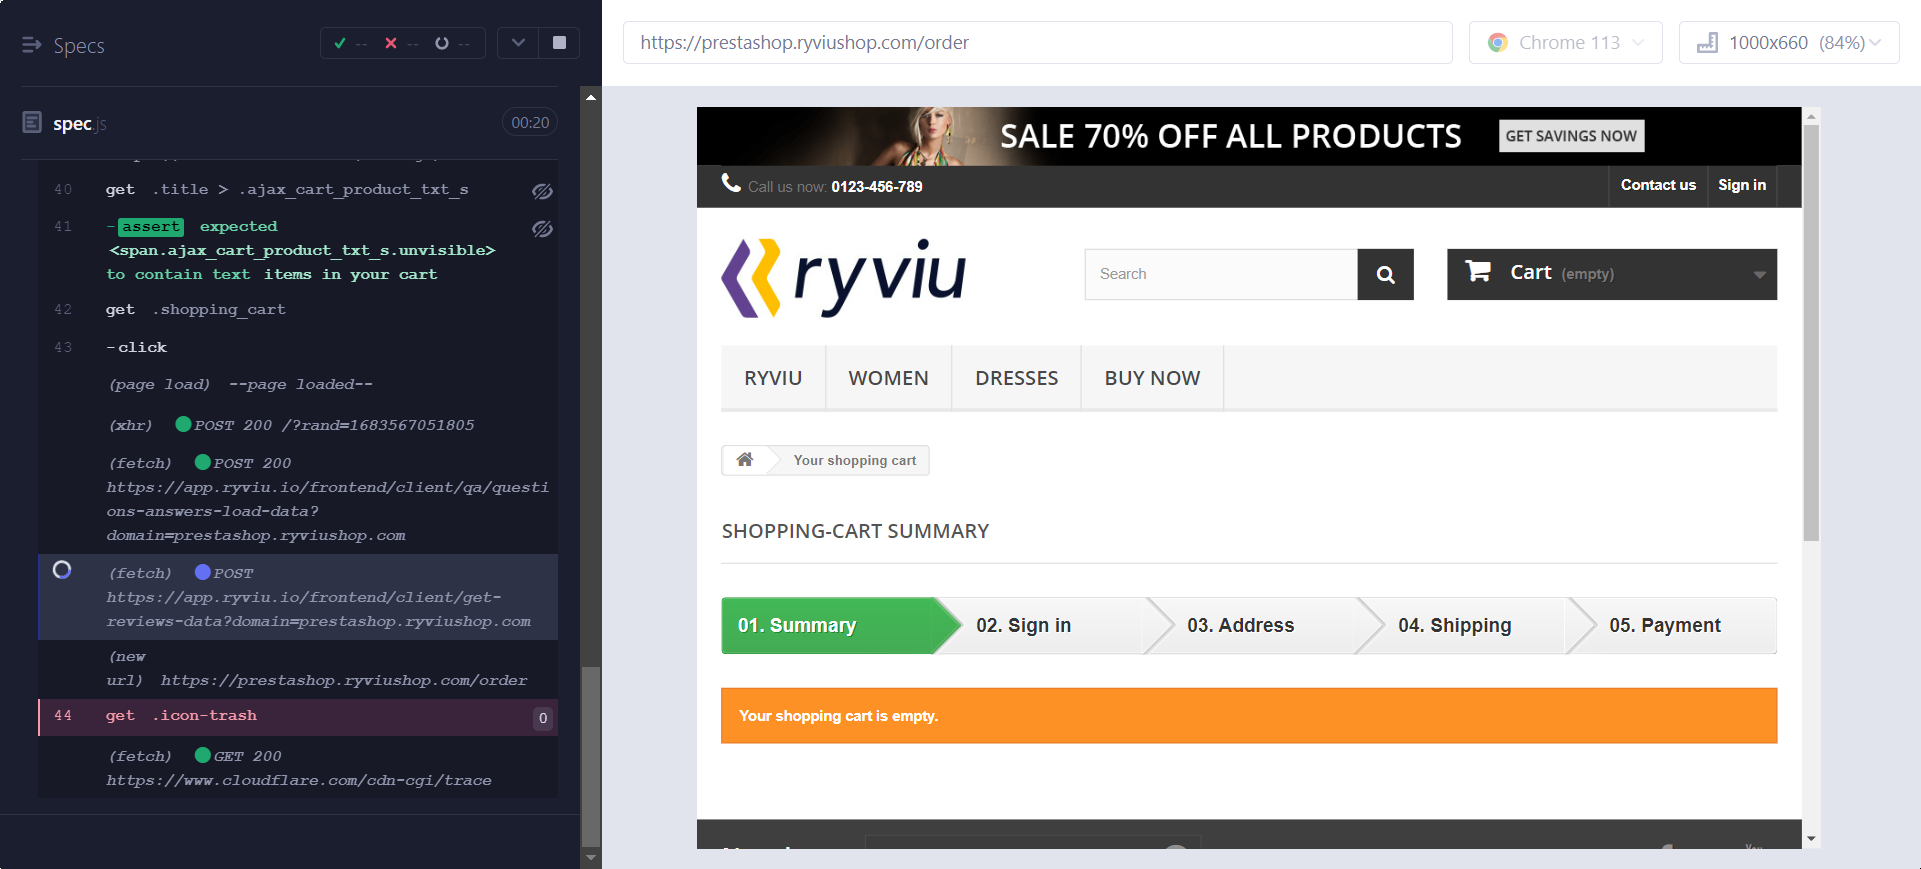 Specs
-- -- --
spec.js
00:20
40 get .title > .ajax_cart_product_txt_s
41 -assert expected
<span.ajax_cart_product_txt_s.unvisible>
to contain text items in your cart
42 get .shopping_cart
43 -click
(page load) --page loaded--
(xhr) POST 200 /?rand=1683567051805
(fetch) POST 200
https://app.ryviu.io/frontend/client/qa/questi
ons-answers-load-data?
domain=prestashop.ryviushop.com
(fetch) POST
https://app.ryviu.io/frontend/client/get-
reviews-data?domain=prestashop.ryviushop.com
(new
url) https://prestashop.ryviushop.com/order
44 get .icon-trash 0
(fetch) GET 200
https://www.cloudflare.com/cdn-cgi/trace
https://prestashop.ryviushop.com/order
Chrome 113
1000x660 (84%)
SALE 70% OFF ALL PRODUCTS
GET SAVINGS NOW
Call us now: 0123-456-789
Contact us
Sign in
ryviu
Search
Cart (empty)
RYVIU
WOMEN
DRESSES
BUY NOW
Your shopping cart
SHOPPING-CART SUMMARY
01. Summary
02. Sign in
03. Address
04. Shipping
05. Payment
Your shopping cart is empty.